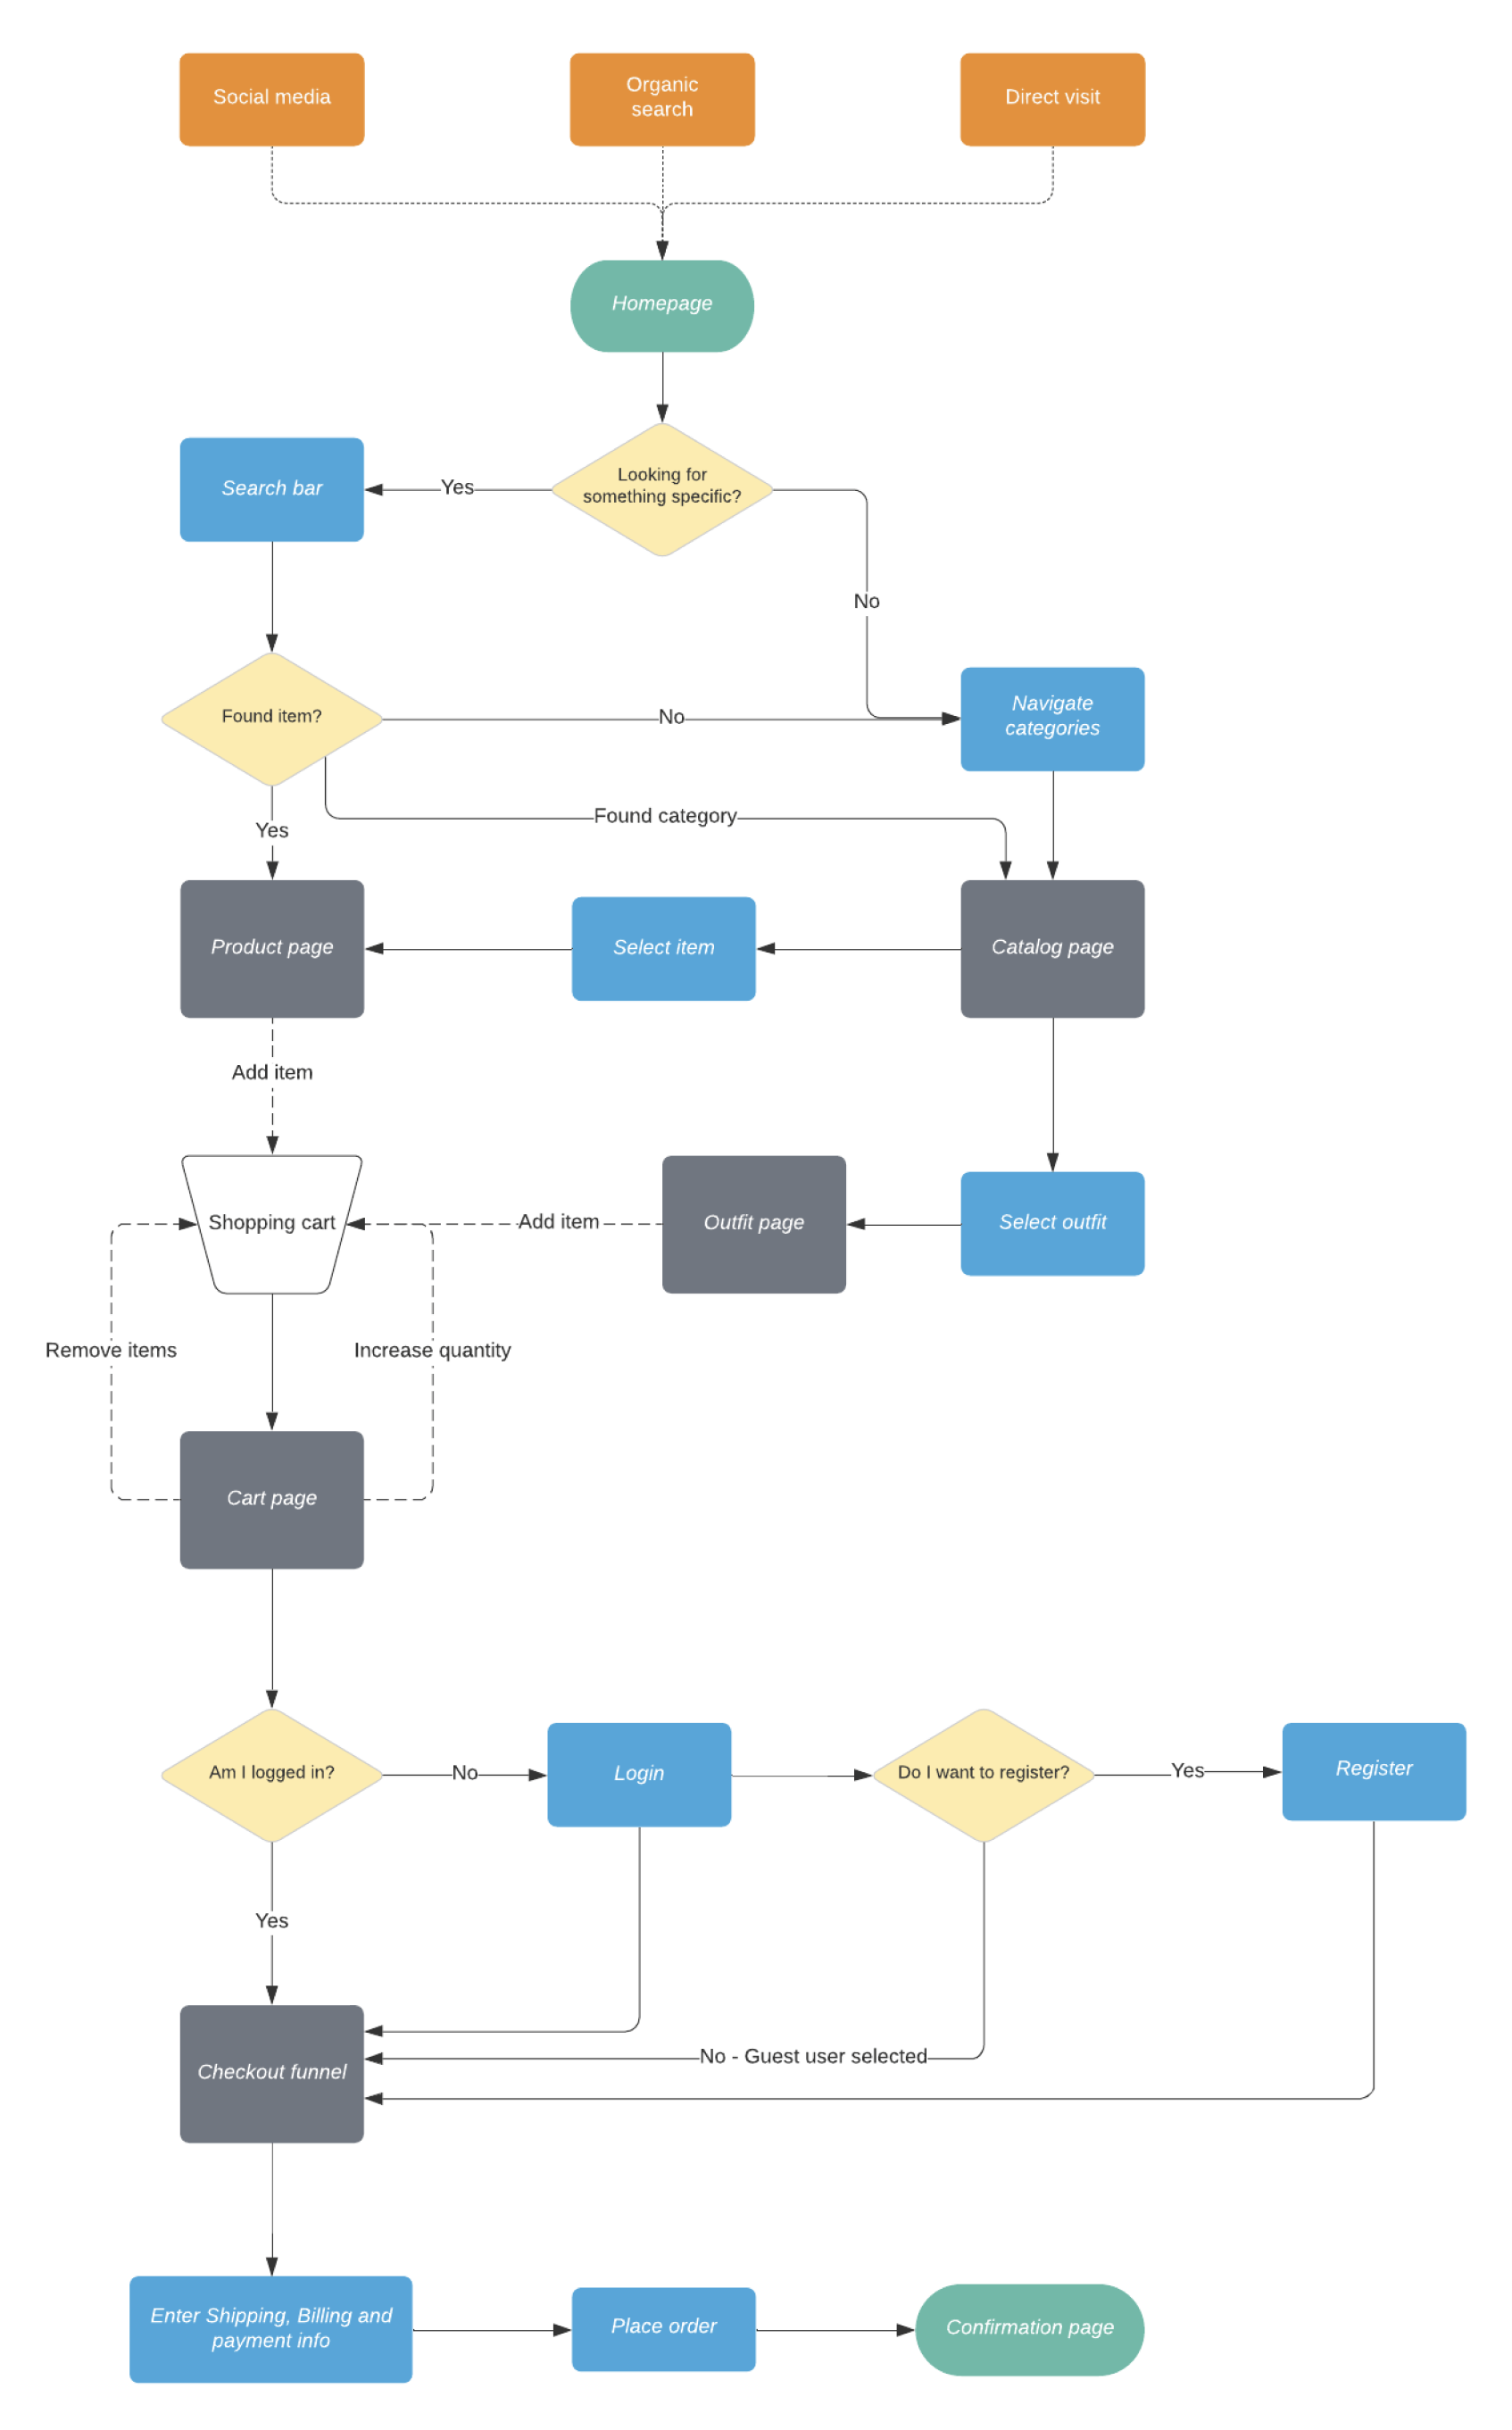 Social media
Organic
search
Direct visit
Homepage
Looking for
something specific?
Search bar
Yes
No
Found item?
No
Navigate
categories
Found category
Yes
Product page
Select item
Catalog page
Add item
Shopping cart
Add item
Outfit page
Select outfit
Remove items
Increase quantity
Cart page
Am I logged in?
No
Login
Do I want to register?
Yes
Register
Yes
Checkout funnel
No - Guest user selected
Enter Shipping, Billing and
payment info
Place order
Confirmation page